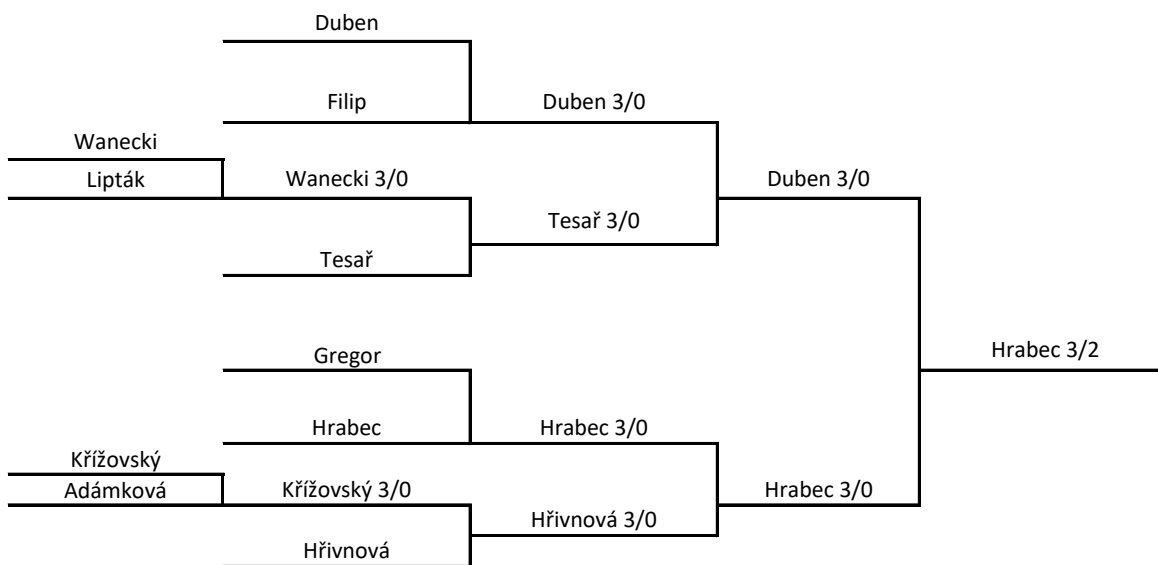 Duben
Filip
Duben 3/0
Wanecki
Lipták
Wanecki 3/0
Duben 3/0
Tesař 3/0
Tesař
Gregor
Hrabec 3/2
Hrabec
Hrabec 3/0
Křížovský
Adámková
Křížovský 3/0
Hrabec 3/0
Hřivnová 3/0
Hřivnová